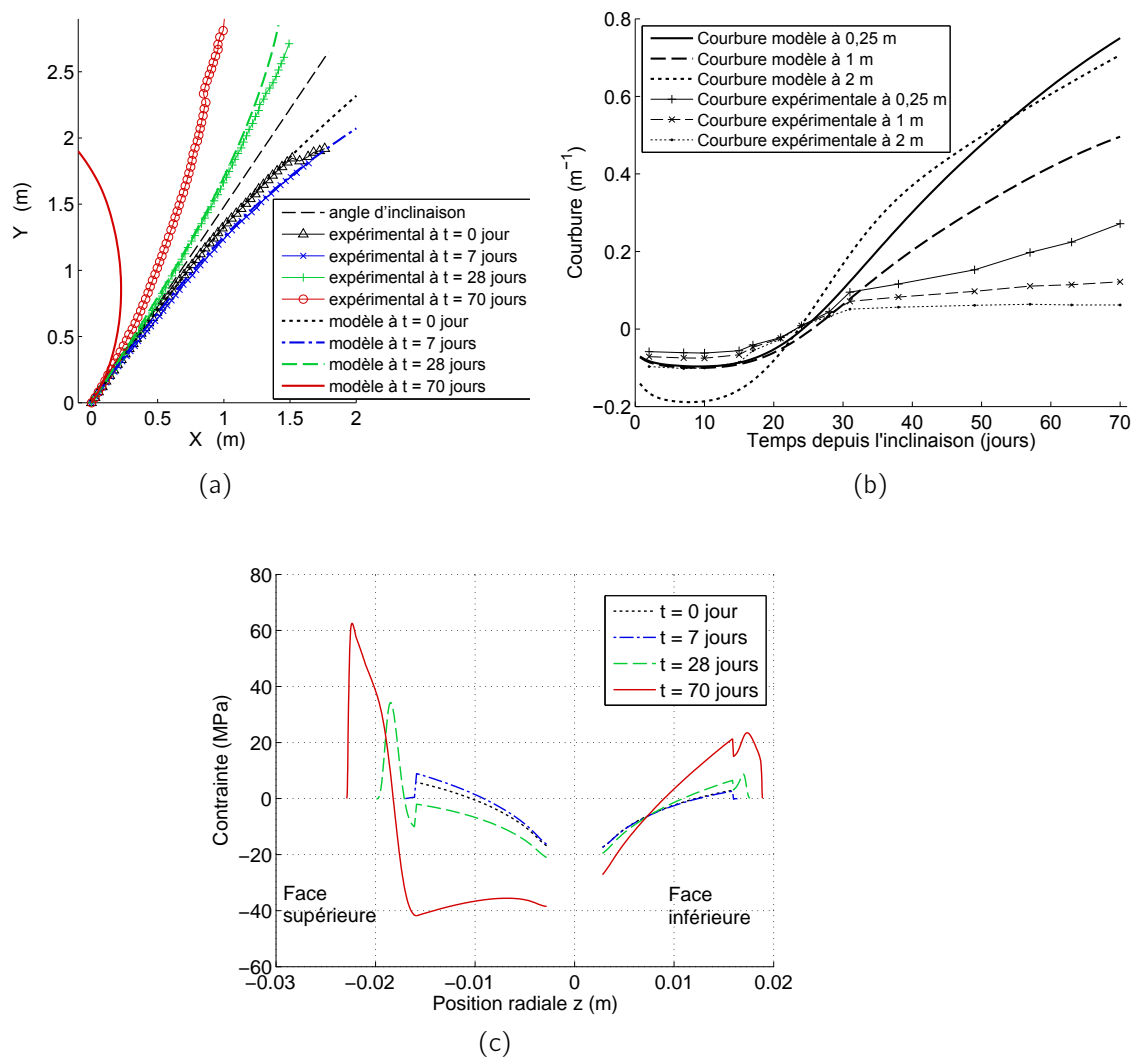 2.5
2
1.5
1
0.5
0
Y (m)
0
0.5
1
1.5
2
X (m)
angle d'inclinaison
expérimental à t = 0 jour
expérimental à t = 7 jours
expérimental à t = 28 jours
expérimental à t = 70 jours
modèle à t = 0 jour
modèle à t = 7 jours
modèle à t = 28 jours
modèle à t = 70 jours
(a)
0.8
0.6
0.4
0.2
0
−0.2
Courbure (m⁻¹)
Courbure modèle à 0,25 m
Courbure modèle à 1 m
Courbure modèle à 2 m
Courbure expérimentale à 0,25 m
Courbure expérimentale à 1 m
Courbure expérimentale à 2 m
0 10 20 30 40 50 60 70
Temps depuis l'inclinaison (jours)
(b)
80
60
40
20
0
−20
−40
−60
Contrainte (MPa)
t = 0 jour
t = 7 jours
t = 28 jours
t = 70 jours
Face
supérieure
Face
inférieure
−0.03 −0.02 −0.01 0 0.01 0.02
Position radiale z (m)
(c)